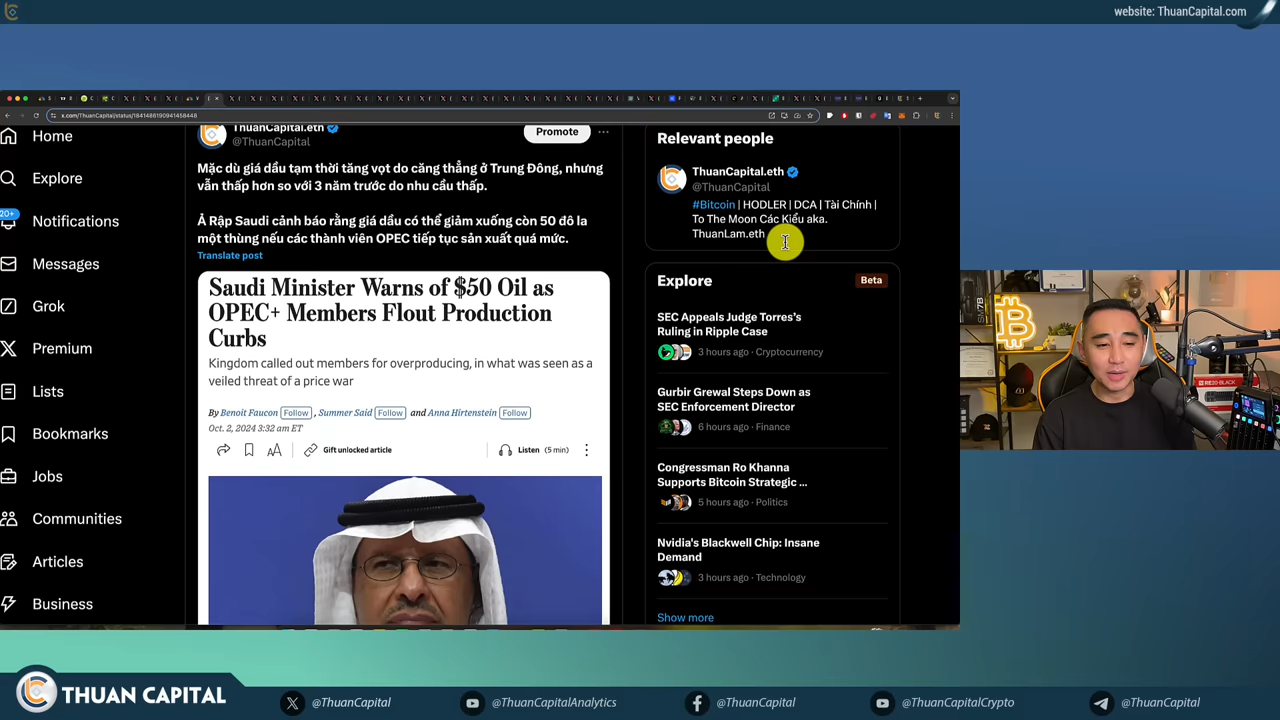 website: ThuanCapital.com
x.com/ThuanCapital/status/1841486190941458448
Home
Explore
20+
Notifications
Messages
Grok
Premium
Lists
Bookmarks
Jobs
Communities
Articles
Business
ThuanCapital.eth
@ThuanCapital
Promote
Mặc dù giá dầu tạm thời tăng vọt do căng thẳng ở Trung Đông, nhưng
vẫn thấp hơn so với 3 năm trước do nhu cầu thấp.
Ả Rập Saudi cảnh báo rằng giá dầu có thể giảm xuống còn 50 đô la
một thùng nếu các thành viên OPEC tiếp tục sản xuất quá mức.
Translate post
Saudi Minister Warns of $50 Oil as
OPEC+ Members Flout Production
Curbs
Kingdom called out members for overproducing, in what was seen as a
veiled threat of a price war
By Benoit Faucon Follow , Summer Said Follow and Anna Hirtenstein Follow
Oct. 2, 2024 3:32 am ET
Gift unlocked article
Listen (5 min)
Relevant people
ThuanCapital.eth
@ThuanCapital
#Bitcoin | HODLER | DCA | Tài Chính |
To The Moon Các Kiểu aka.
ThuanLam.eth
Explore
Beta
SEC Appeals Judge Torres's
Ruling in Ripple Case
3 hours ago · Cryptocurrency
Gurbir Grewal Steps Down as
SEC Enforcement Director
6 hours ago · Finance
Congressman Ro Khanna
Supports Bitcoin Strategic ...
5 hours ago · Politics
Nvidia's Blackwell Chip: Insane
Demand
3 hours ago · Technology
Show more
SM7B
RE20-BLACK
THUAN CAPITAL
@ThuanCapital
@ThuanCapitalAnalytics
@ThuanCapital
@ThuanCapitalCrypto
@ThuanCapital